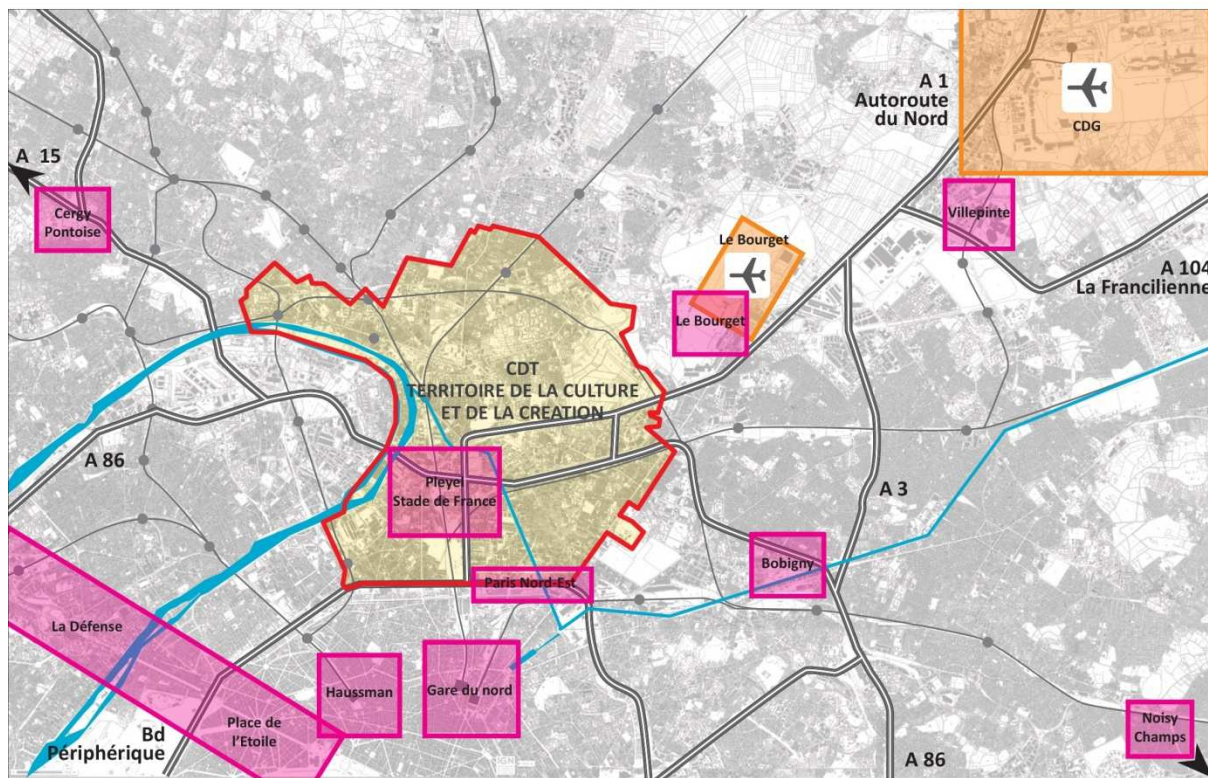 A 1
Autoroute
du Nord
CDG
A 15
Cergy
Pontoise
Villepinte
Le Bourget
A 104
La Francilienne
Le Bourget
CDT
TERRITOIRE DE LA CULTURE
ET DE LA CREATION
A 86
Pleyel
Stade de France
A 3
Bobigny
Paris Nord-Est
La Défense
Haussman
Gare du nord
Place de
l'Etoile
Bd
Périphérique
Noisy
Champs
A 86